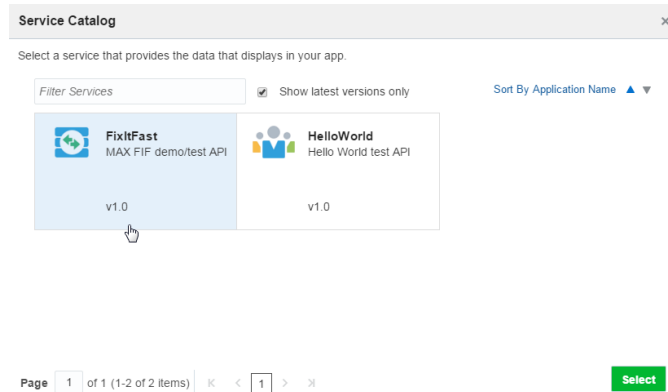 Service Catalog
Select a service that provides the data that displays in your app.
Filter Services
Show latest versions only
Sort By Application Name
FixItFast
MAX FIF demo/test API
v1.0
HelloWorld
Hello World test API
v1.0
Page 1 of 1 (1-2 of 2 items) 1
Select